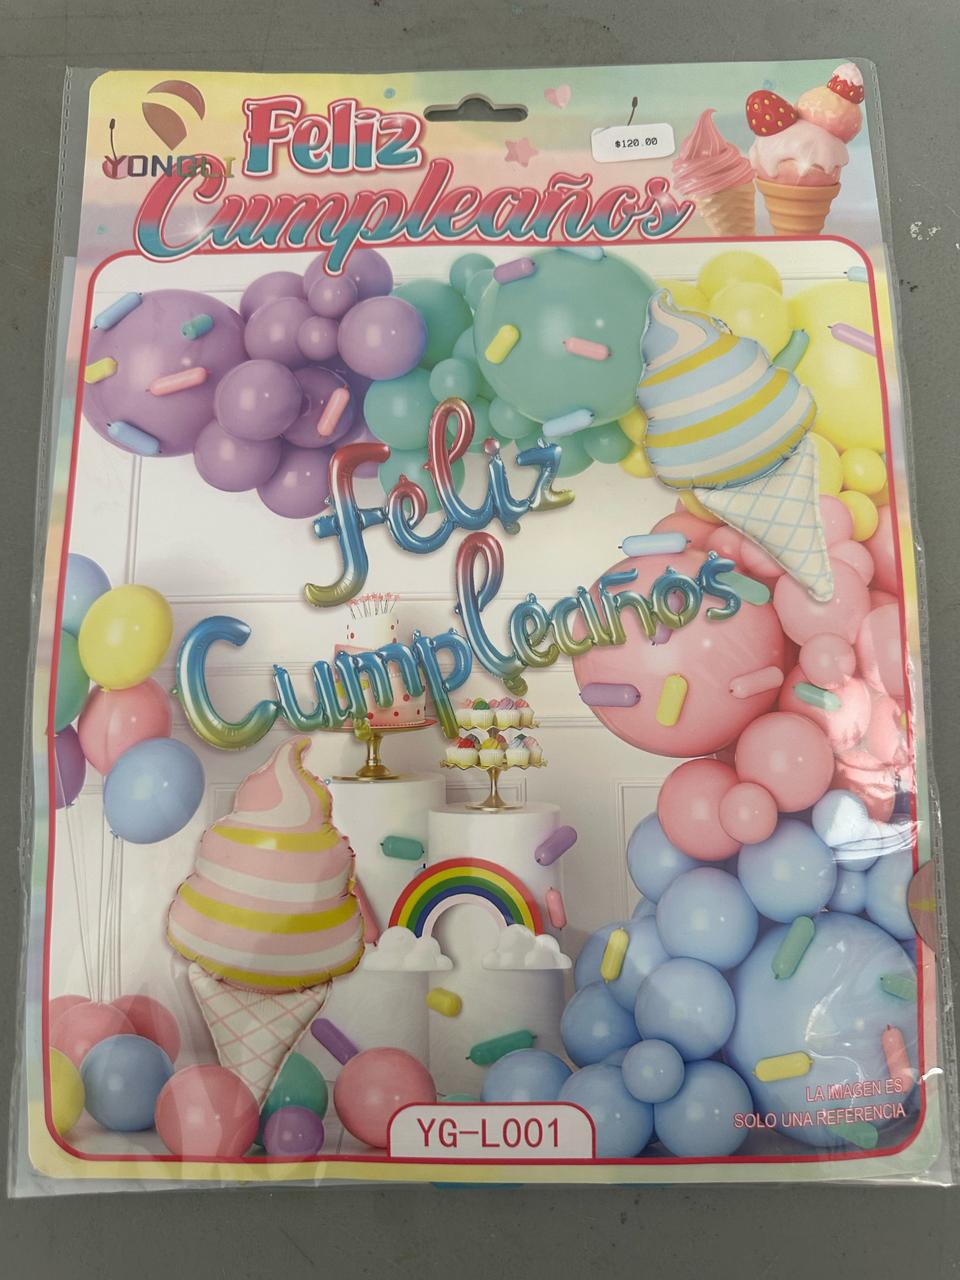 YONGLI
Feliz
Cumpleaños
$120.00
Feliz
Cumpleaños
YG-L001
LA IMAGEN ES
SOLO UNA REFERENCIA